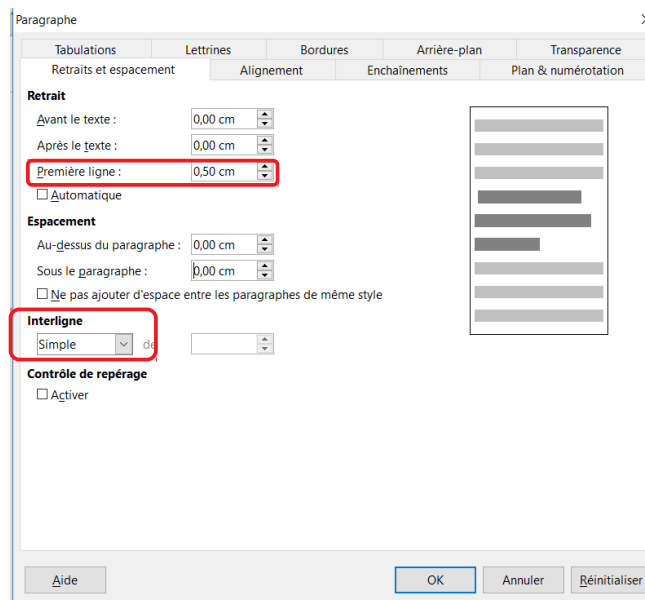 Paragraphe
Tabulations Lettrines Bordures Arrière-plan Transparence
Retraits et espacement Alignement Enchaînements Plan & numérotation
Retrait
Avant le texte : 0,00 cm
Après le texte : 0,00 cm
Première ligne : 0,50 cm
Automatique
Espacement
Au-dessus du paragraphe : 0,00 cm
Sous le paragraphe : 0,00 cm
Ne pas ajouter d'espace entre les paragraphes de même style
Interligne
Simple de
Contrôle de repérage
Activer
Aide OK Annuler Réinitialiser